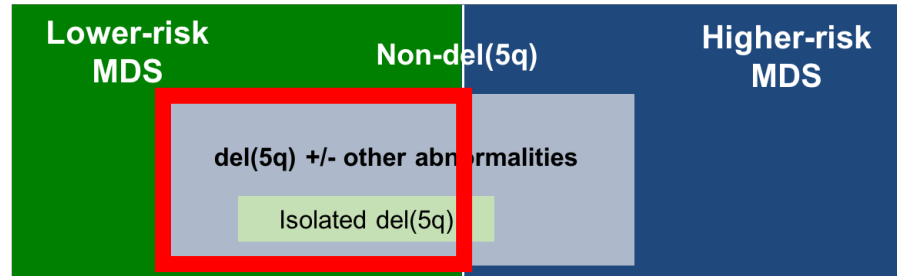 Lower-risk
MDS
Non-del(5q)
Higher-risk
MDS
del(5q) +/- other abnormalities
Isolated del(5q)